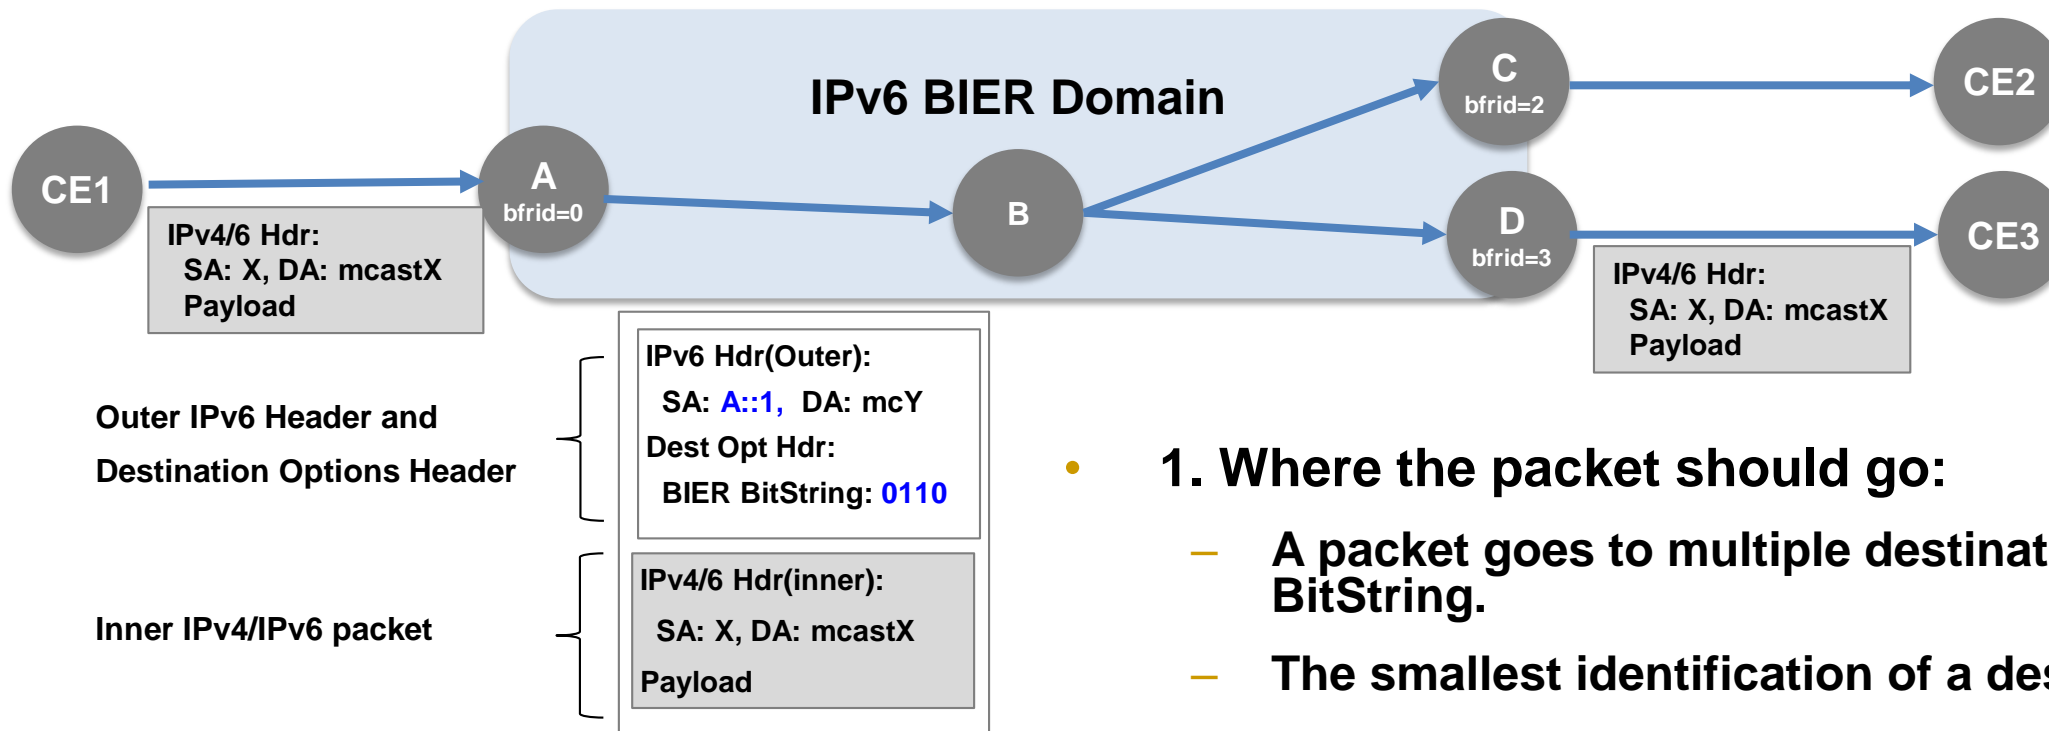 IPv6 BIER Domain
CE1
A
bfrid=0
B
C
bfrid=2
D
bfrid=3
CE2
CE3
IPv4/6 Hdr:
SA: X, DA: mcastX
Payload
IPv4/6 Hdr:
SA: X, DA: mcastX
Payload
Outer IPv6 Header and
Destination Options Header
IPv6 Hdr(Outer):
SA: A::1, DA: mcY
Dest Opt Hdr:
BIER BitString: 0110
Inner IPv4/IPv6 packet
IPv4/6 Hdr(inner):
SA: X, DA: mcastX
Payload
• 1. Where the packet should go:
– A packet goes to multiple
BitString.
– The smallest identification of a